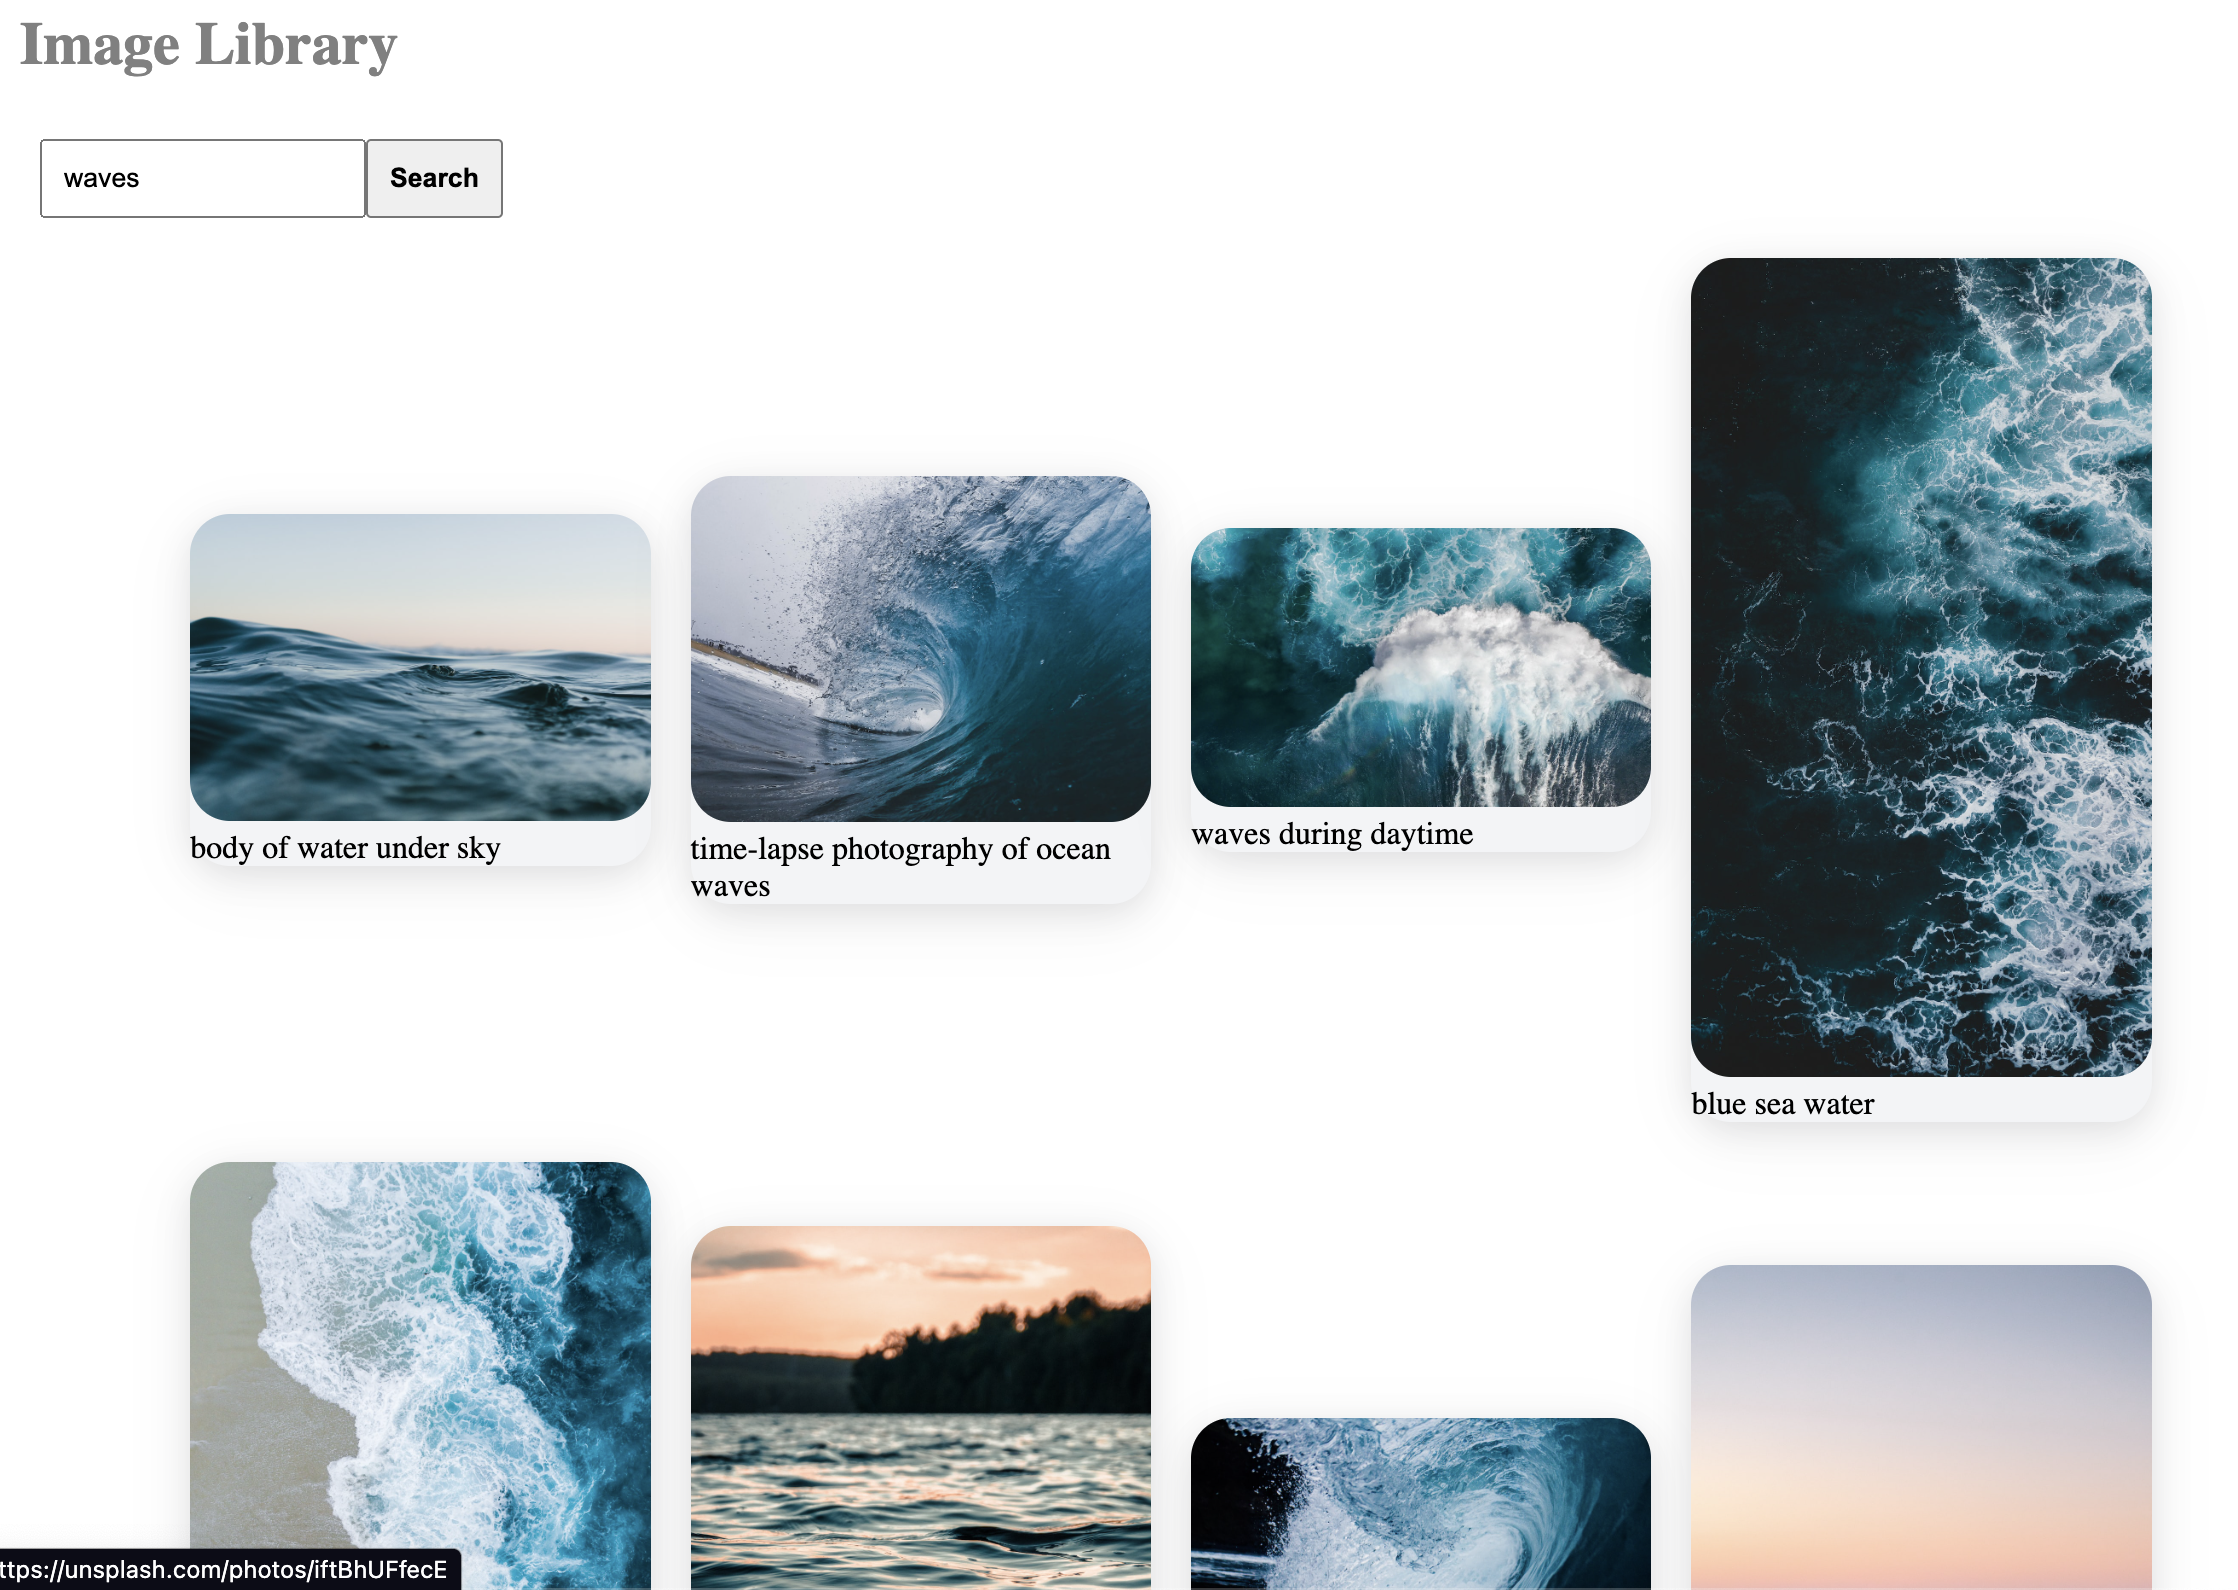 Image Library
waves
Search
body of water under sky
time-lapse photography of ocean
waves
waves during daytime
blue sea water
ttps://unsplash.com/photos/iftBhUFfecE